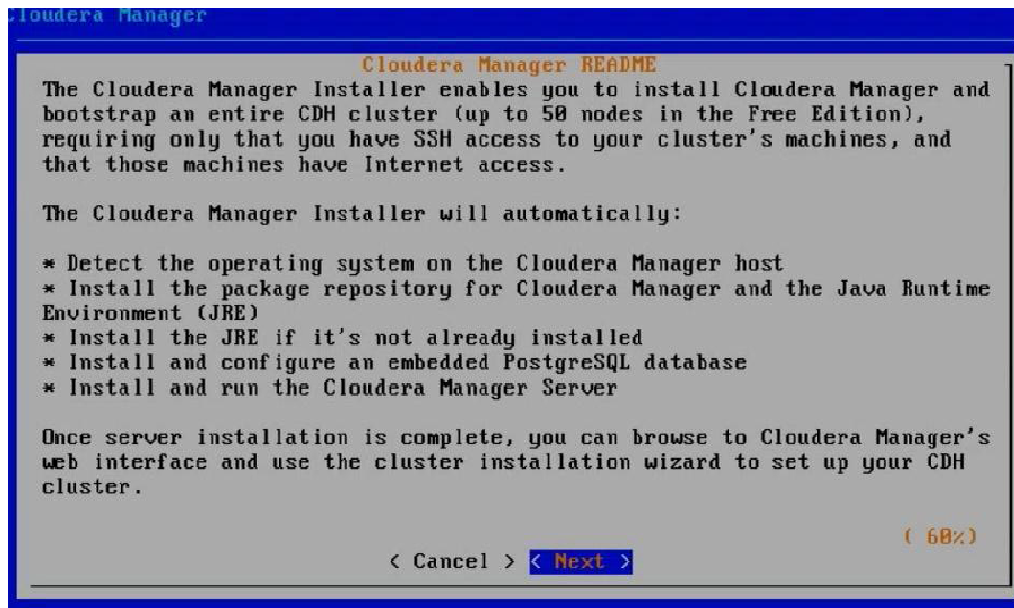 Cloudera Manager
Cloudera Manager README
The Cloudera Manager Installer enables you to install Cloudera Manager and
bootstrap an entire CDH cluster (up to 50 nodes in the Free Edition),
requiring only that you have SSH access to your cluster's machines, and
that those machines have Internet access.
The Cloudera Manager Installer will automatically:
* Detect the operating system on the Cloudera Manager host
* Install the package repository for Cloudera Manager and the Java Runtime
Environment (JRE)
* Install the JRE if it's not already installed
* Install and configure an embedded PostgreSQL database
* Install and run the Cloudera Manager Server
Once server installation is complete, you can browse to Cloudera Manager's
web interface and use the cluster installation wizard to set up your CDH
cluster.
( 60%)
< Cancel > < Next >